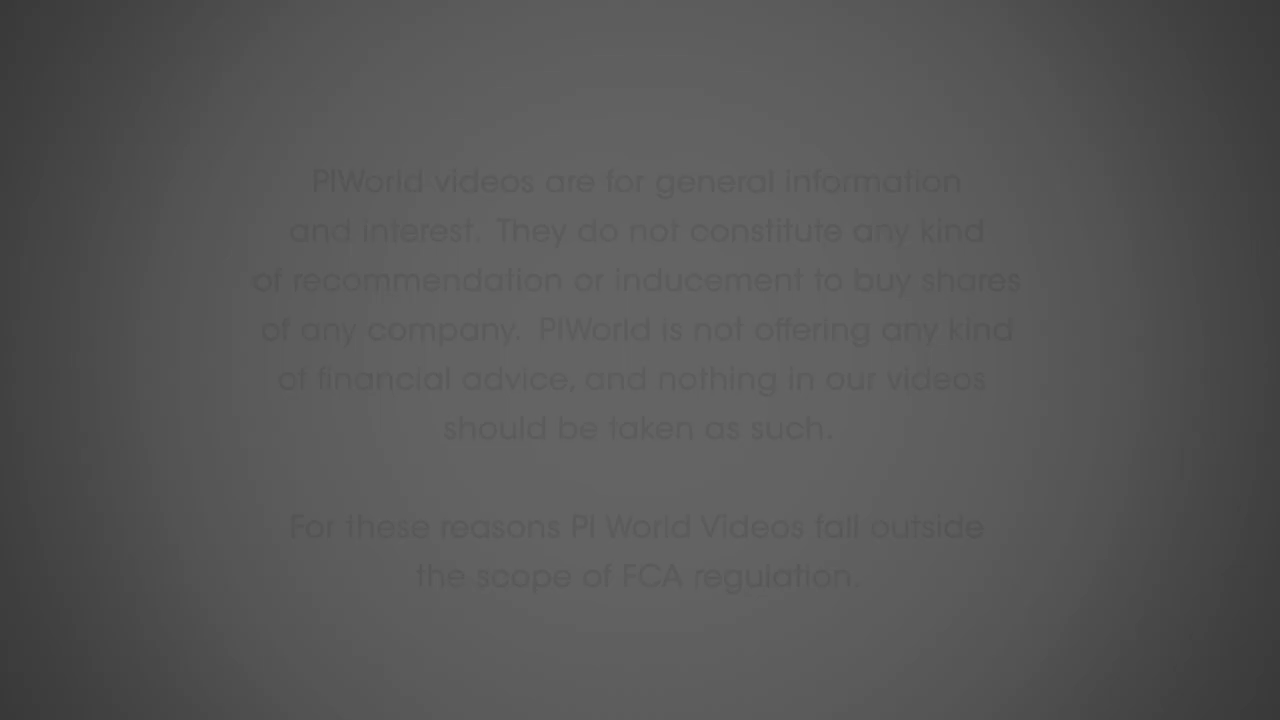 PIWorld videos are for general information
and interest. They do not constitute any kind
of recommendation or inducement to buy shares
of any company. PIWorld is not offering any kind
of financial advice, and nothing in our videos
should be taken as such.
For these reasons PI World Videos fall outside
the scope of FCA regulation.